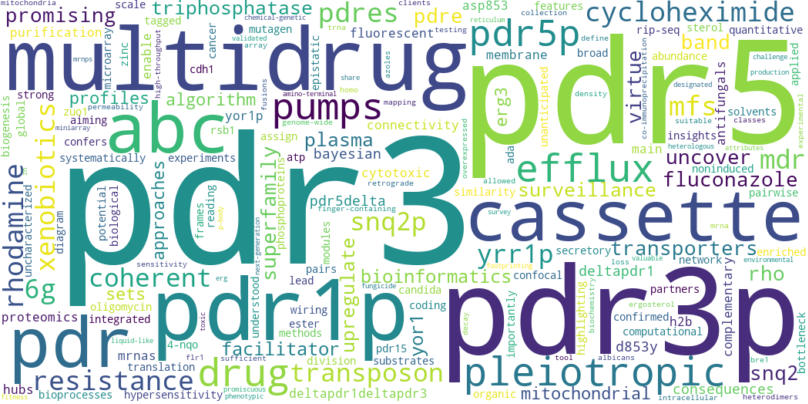 mitochondria scale tagged mutagen chemical-genetic trna validated clients
promising triphosphatase pdres asp853 features collection testing
purification microarray zinc cancer fluorescent array pdre rip-seq sterol quantitative
mrnps strong enable cdh1 epistatic azoles pdr5p band abundance cycloheximide
multidrug pdr5
high-throughput fusions share amino-terminal homo mapping genome-wide
membrane broad virtue co-immunoprecipitation reticulum define challenge production applied
biogenesis global profiles algorithm yor1p pumps erg3 mfs unanticipated density designated suitable classes experimental
permeability miniarray zuo1 rsb1 connectivity ada main insights antifungals solvents heterologous attributes
aiming confers assign plasma overexpressed allowed efflux uncover mdr
abc systematically experiments atp bayesian cytotoxic retrograde similarity surveillance fluconazole noninduced pairwise
xenobiotics uncharacterized diagram potential biological approaches frames reading superfamily phosphoproteins finger-containing pdr5delta modules snq2p survey
rhodamine pdr3 cassette
6g coherent sensitivity erg pairs lead upregulate bioinformatics yrr1p secretory transporters mrna enriched
sets oligomycin next-generation understood wiring ester candida deltapdr1 confocal network loss valuable environmental rho
proteomics integrated 4-nqo pdr1p methods coding yor1 importantly highlighting biochemistry ergosterol partners complementary
pdr mrnas liquid-like toxic fungicide pdr15 substrates decay confirmed h2b bottleneck
hubs translation flr1 sufficient facilitator division computational d853y snq2
resistance drug transposon pdr3p pleiotropic
fitness bioprocesses hypersensitivity promiscuous phenotypic deltapdr1deltapdr3 albicans organic tool mitochondrial bre1 intracellular consequences heterodimers